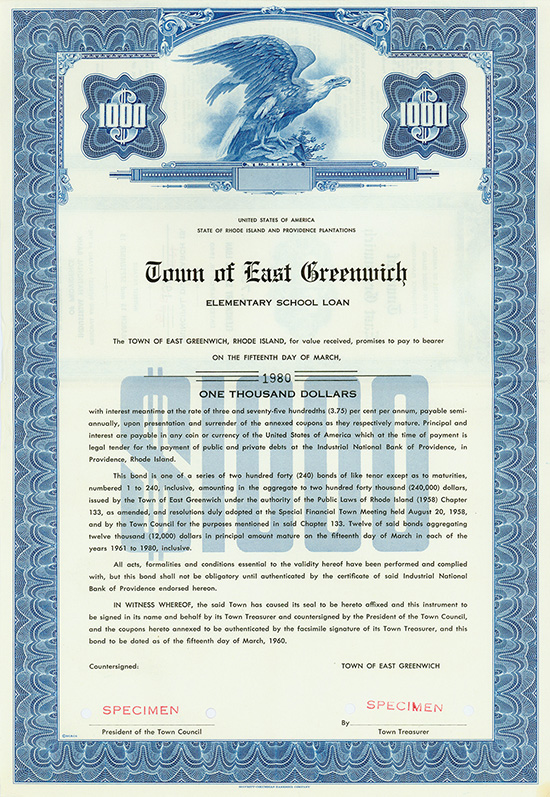 1000 1000
UNITED STATES OF AMERICA
STATE OF RHODE ISLAND AND PROVIDENCE PLANTATIONS
Town of East Greenwich
ELEMENTARY SCHOOL LOAN
The TOWN OF EAST GREENWICH, RHODE ISLAND, for value received, promises to pay to bearer
ON THE FIFTEENTH DAY OF MARCH,
1980
$1000
ONE THOUSAND DOLLARS
with interest meantime at the rate of three and seventy-five hundredths (3.75) per cent per annum, payable semi-
annually, upon presentation and surrender of the annexed coupons as they respectively mature. Principal and
interest are payable in any coin or currency of the United States of America which at the time of payment is
legal tender for the payment of public and private debts at the Industrial National Bank of Providence, in
Providence, Rhode Island.
This bond is one of a series of two hundred forty (240) bonds of like tenor except as to maturities,
numbered 1 to 240, inclusive, amounting in the aggregate to two hundred forty thousand (240,000) dollars,
issued by the Town of East Greenwich under the authority of the Public Laws of Rhode Island (1958) Chapter
133, as amended, and resolutions duly adopted at the Special Financial Town Meeting held August 20, 1958,
and by the Town Council for the purposes mentioned in said Chapter 133. Twelve of said bonds aggregating
twelve thousand (12,000) dollars in principal amount mature on the fifteenth day of March in each of the
years 1961 to 1980, inclusive.
All acts, formalities and conditions essential to the validity hereof have been performed and complied
with, but this bond shall not be obligatory until authenticated by the certificate of said Industrial National
Bank of Providence endorsed hereon.
IN WITNESS WHEREOF, the said Town has caused its seal to be hereto affixed and this instrument to
be signed in its name and behalf by its Town Treasurer and countersigned by the President of the Town Council,
and the coupons hereto annexed to be authenticated by the facsimile signature of its Town Treasurer, and this
bond to be dated as of the fifteenth day of March, 1960.
Countersigned: TOWN OF EAST GREENWICH
SPECIMEN SPECIMEN
By
President of the Town Council Town Treasurer